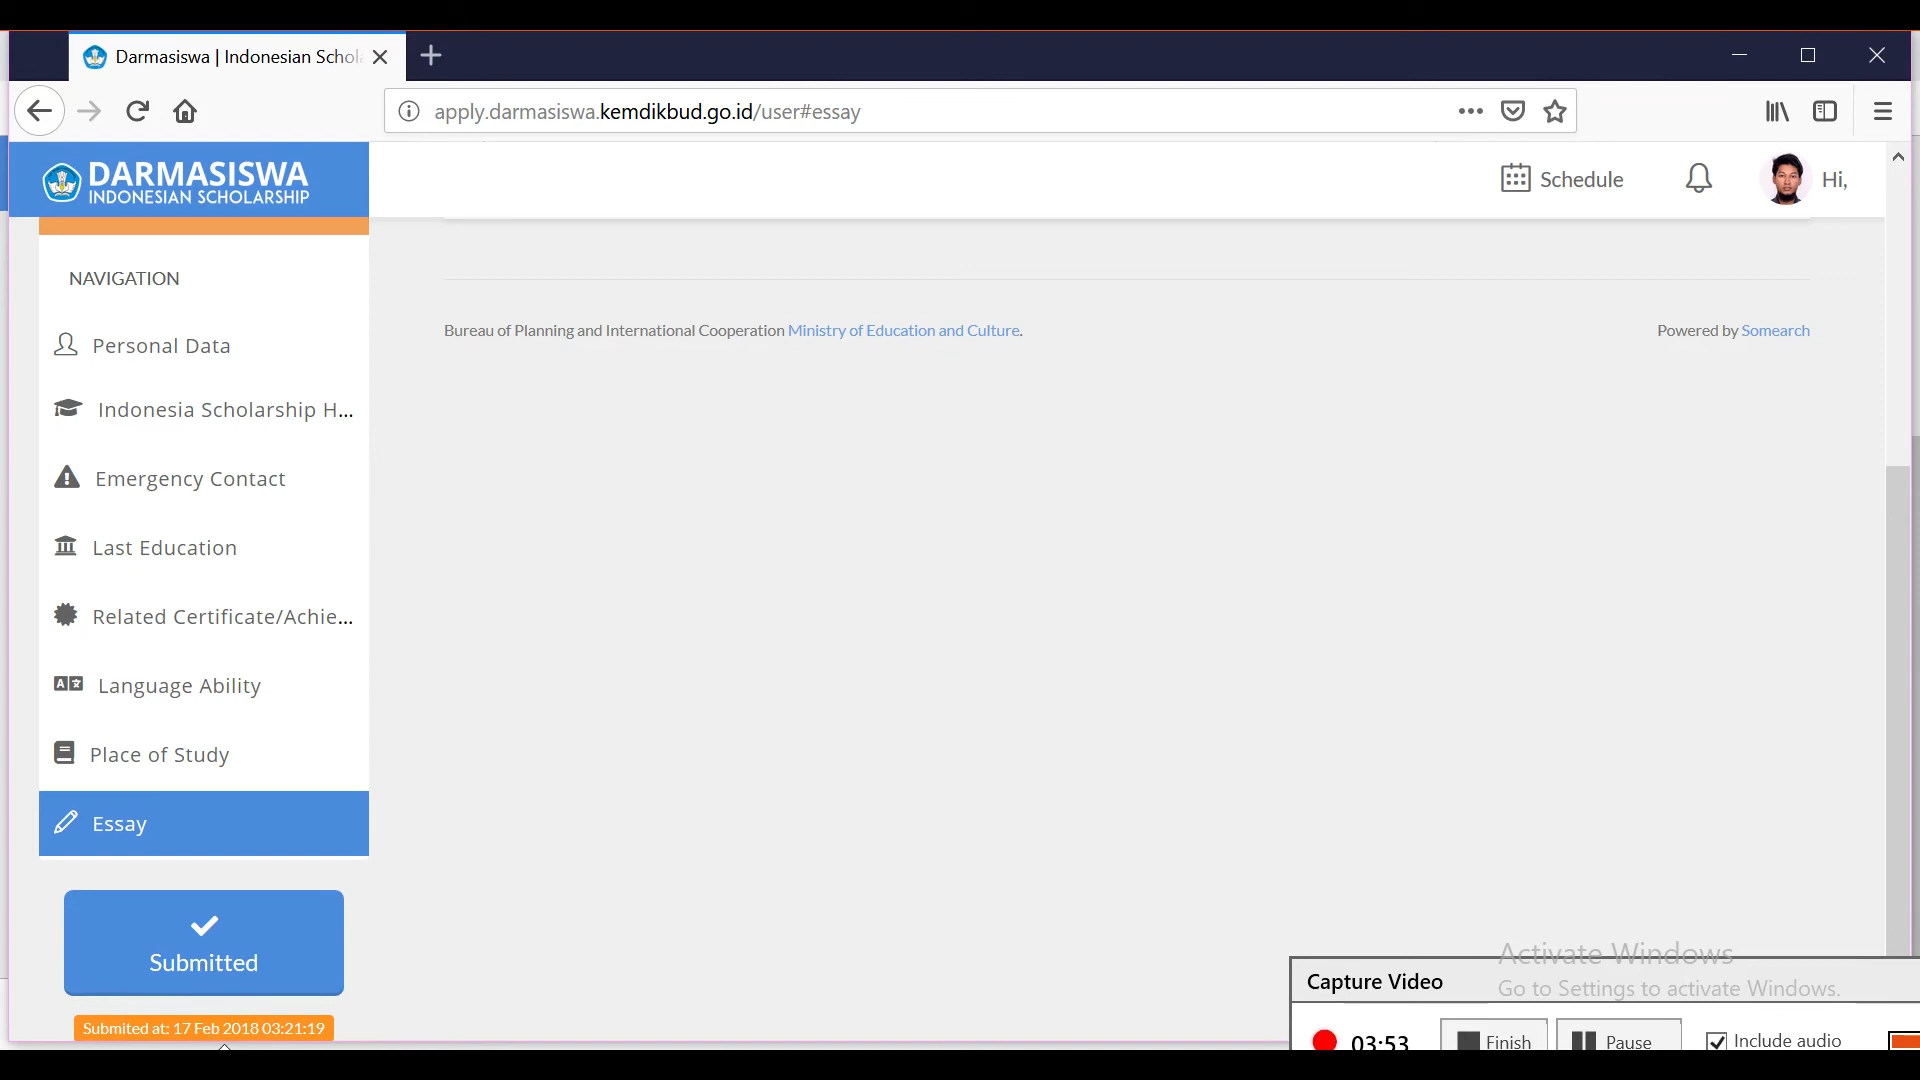 Darmasiswa | Indonesian Schol
apply.darmasiswa.kemdikbud.go.id/user#essay
DARMASISWA
INDONESIAN SCHOLARSHIP
Schedule
Hi,
NAVIGATION
Personal Data
Indonesia Scholarship H...
Emergency Contact
Last Education
Related Certificate/Achie...
Language Ability
Place of Study
Essay
Submitted
Submited at: 17 Feb 2018 03:21:19
Bureau of Planning and International Cooperation Ministry of Education and Culture.
Powered by Somearch
Activate Windows
Go to Settings to activate Windows.
Capture Video
03:53
Finish
Pause
Include audio